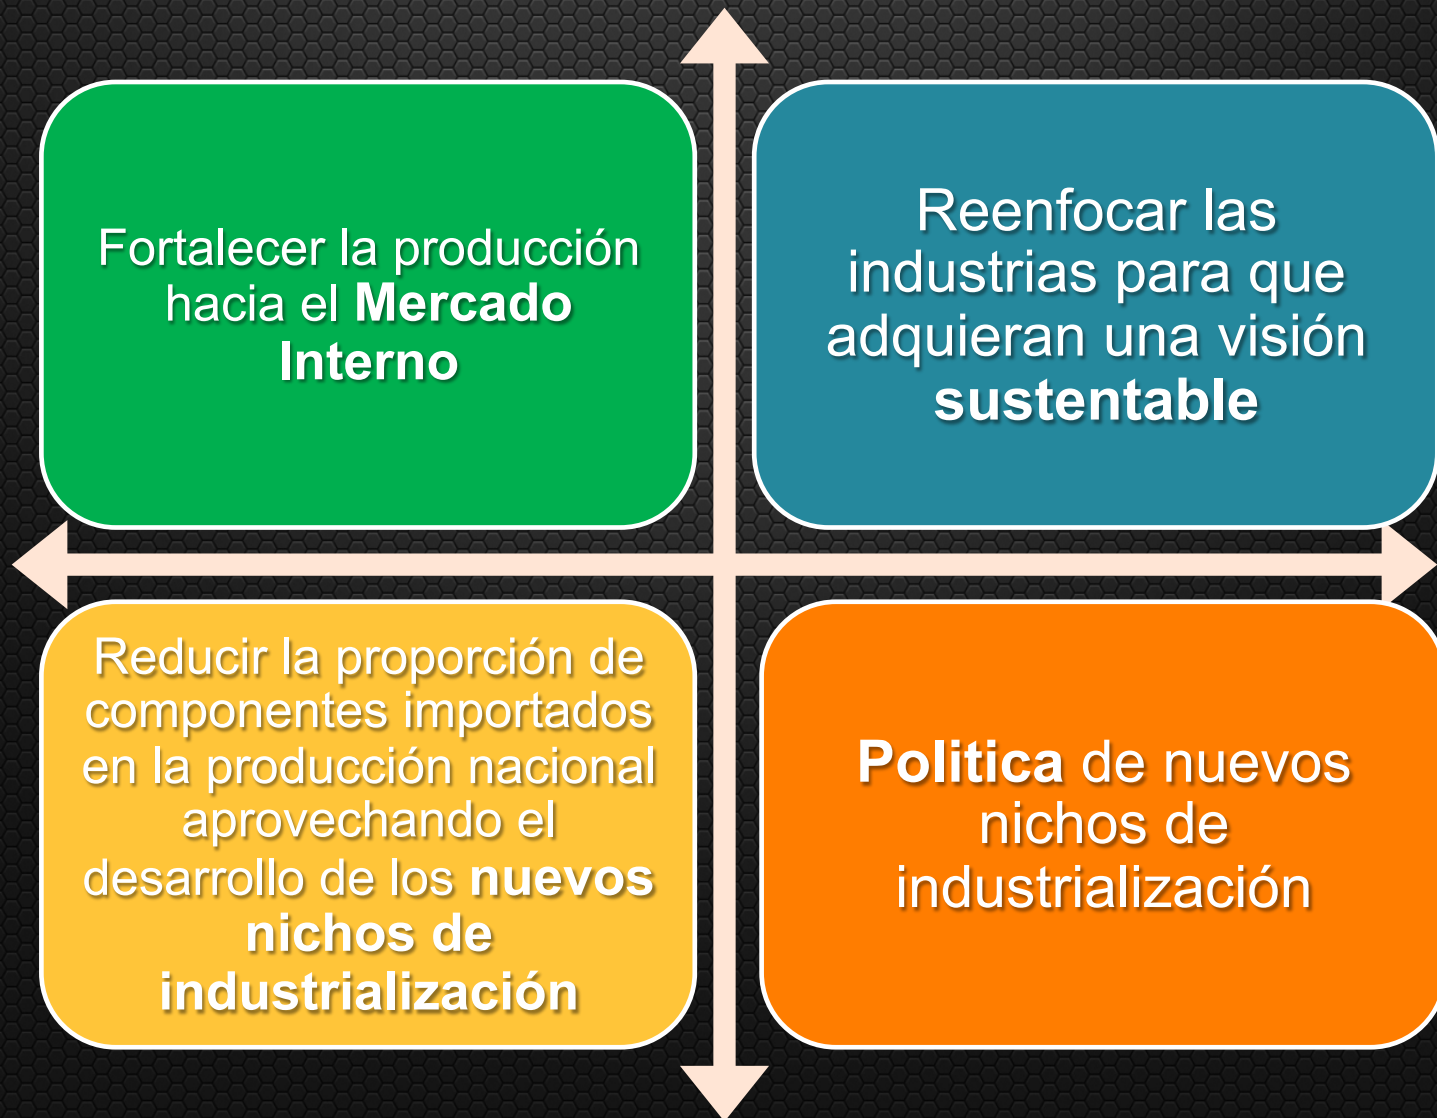 Fortalecer la producción
hacia el Mercado
Interno
Reenfocar las
industrias para que
adquieran una visión
sustentable
Reducir la proporción de
componentes importados
en la producción nacional
aprovechando el
desarrollo de los nuevos
nichos de
industrialización
Politica de nuevos
nichos de
industrialización